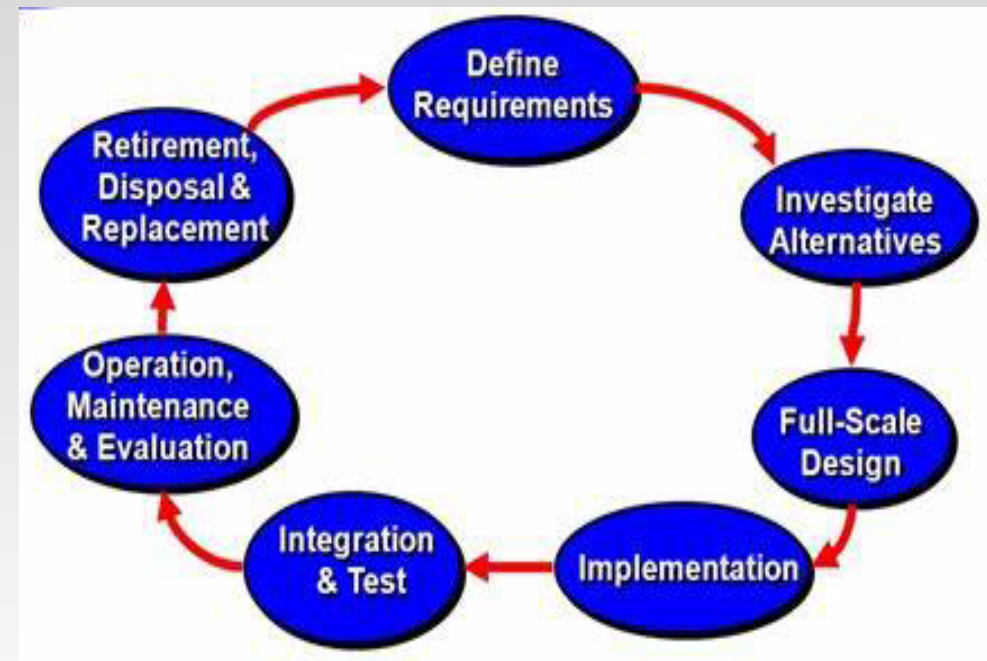 Define
Requirements
Investigate
Alternatives
Full-Scale
Design
Implementation
Integration
& Test
Operation,
Maintenance
& Evaluation
Retirement,
Disposal &
Replacement